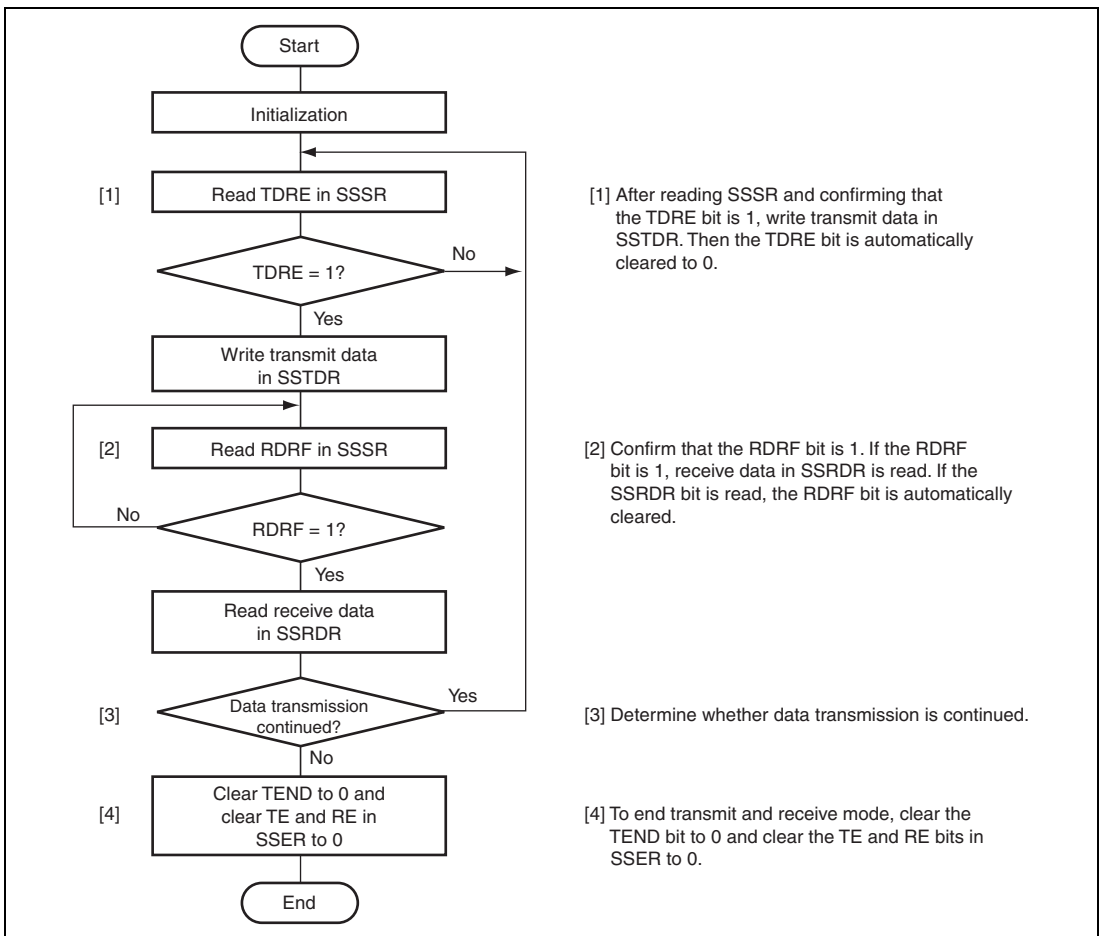 Start
Initialization
[1]
Read TDRE in SSSR
[1] After reading SSSR and confirming that
the TDRE bit is 1, write transmit data in
SSTDR. Then the TDRE bit is automatically
cleared to 0.
TDRE = 1?
No
Yes
Write transmit data
in SSTDR
[2]
Read RDRF in SSSR
[2] Confirm that the RDRF bit is 1. If the RDRF
bit is 1, receive data in SSRDR is read. If the
SSRDR bit is read, the RDRF bit is automatically
cleared.
No
RDRF = 1?
Yes
Read receive data
in SSRDR
[3]
Data transmission
continued?
Yes
[3] Determine whether data transmission is continued.
No
[4]
Clear TEND to 0 and
clear TE and RE in
SSER to 0
[4] To end transmit and receive mode, clear the
TEND bit to 0 and clear the TE and RE bits in
SSER to 0.
End